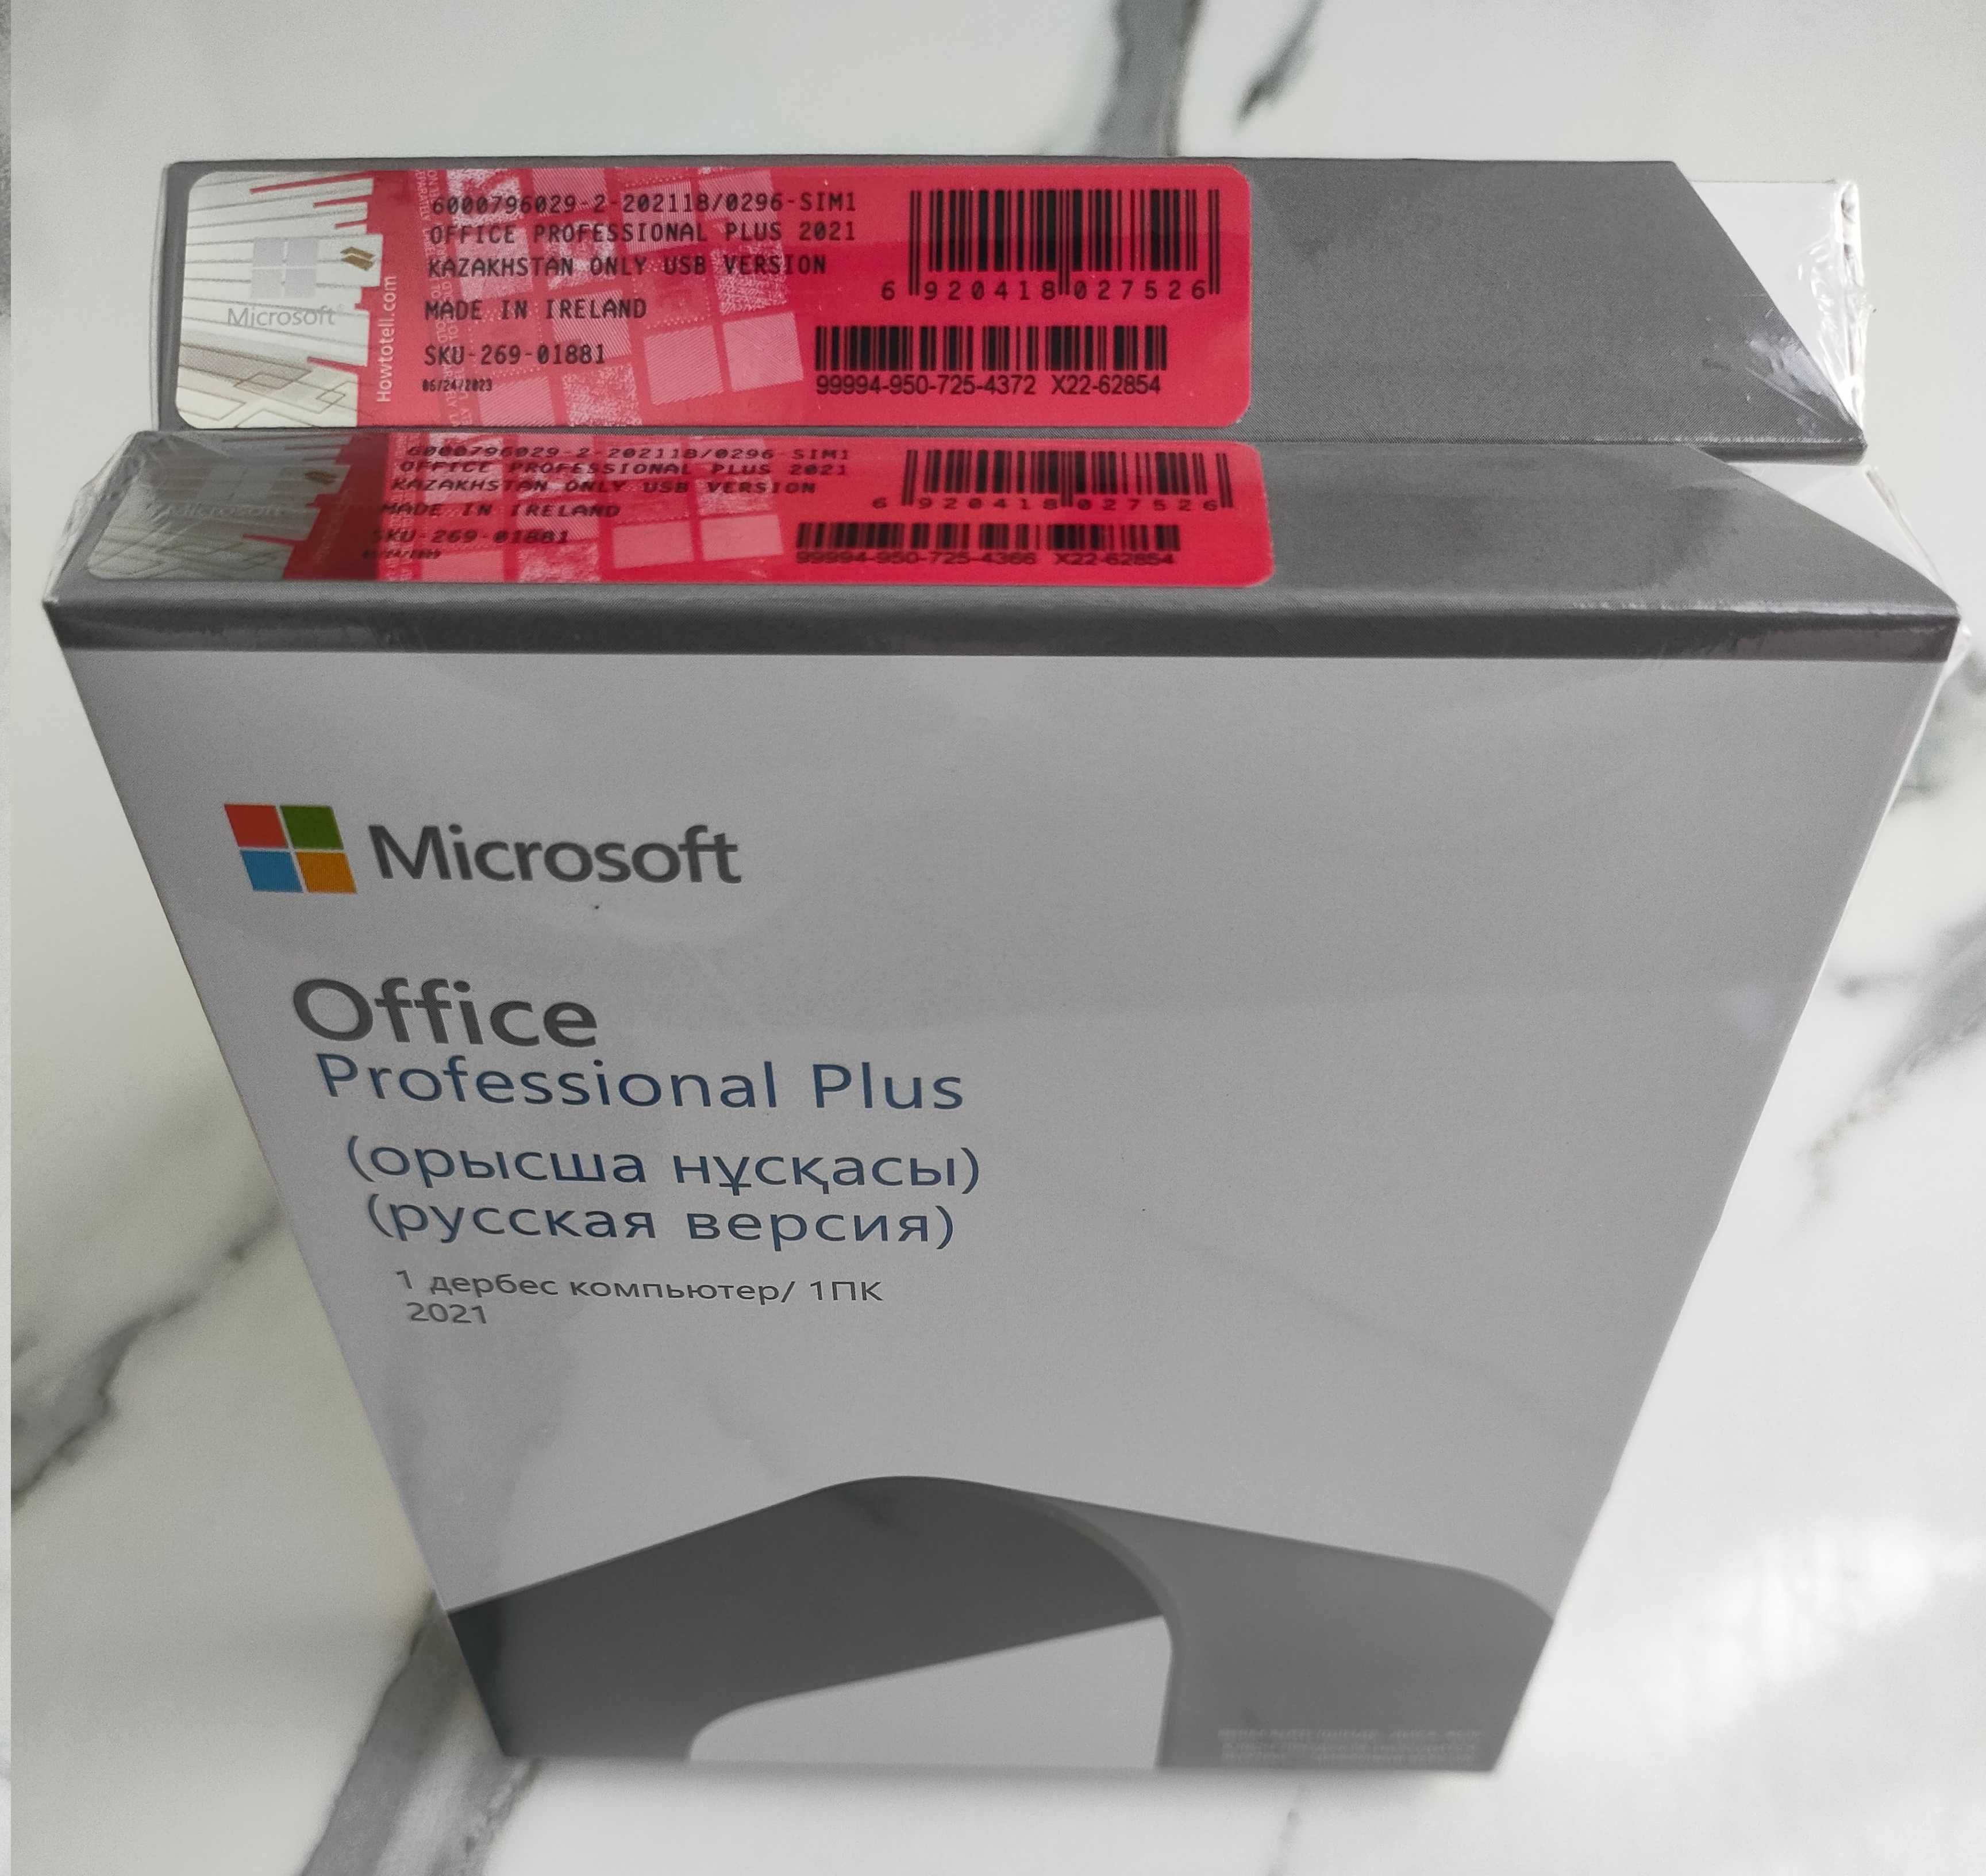 6000796029-2-202118/0296-SIM1
OFFICE PROFESSIONAL PLUS 2021
KAZAKHSTAN ONLY USB VERSION
MADE IN IRELAND
SKU-269-01881
06/24/2023
Microsoft
Howtotell.com
6 920418 027526
99994-950-725-4372 X22-62854
6000796029-2-202118/0296-SIM1
OFFICE PROFESSIONAL PLUS 2021
KAZAKHSTAN ONLY USB VERSION
MADE IN IRELAND
SKU-269-01881
Microsoft
6 920418 027526
99994-950-725-4366 X22-62854
Microsoft
Office
Professional Plus
(орысша нұсқасы)
(русская версия)
1 дербес компьютер/ 1ПК
2021